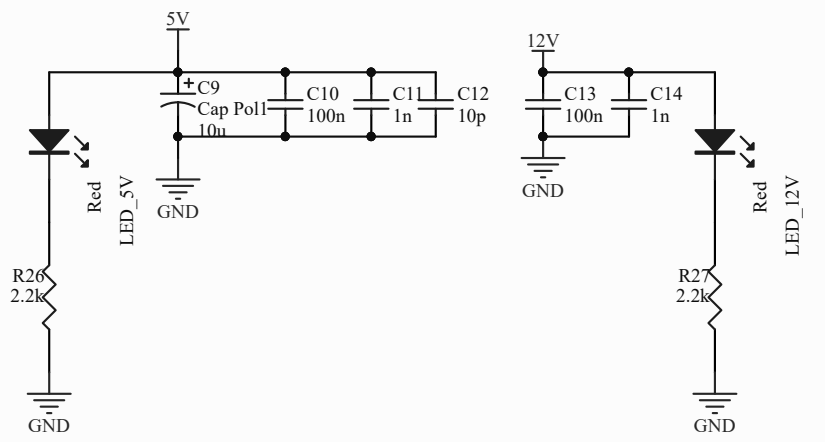 5V
C9
Cap Pol1
10u
C10
100n
C11
1n
C12
10p
GND
Red
LED_5V
R26
2.2k
GND
12V
C13
100n
C14
1n
GND
Red
LED_12V
R27
2.2k
GND